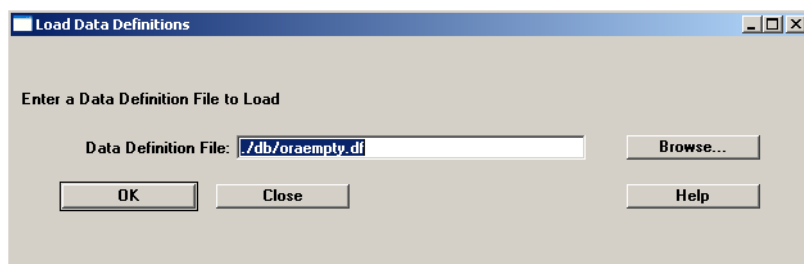 Load Data Definitions
Enter a Data Definition File to Load
Data Definition File: ./db/oraempty.df Browse...
OK Close Help